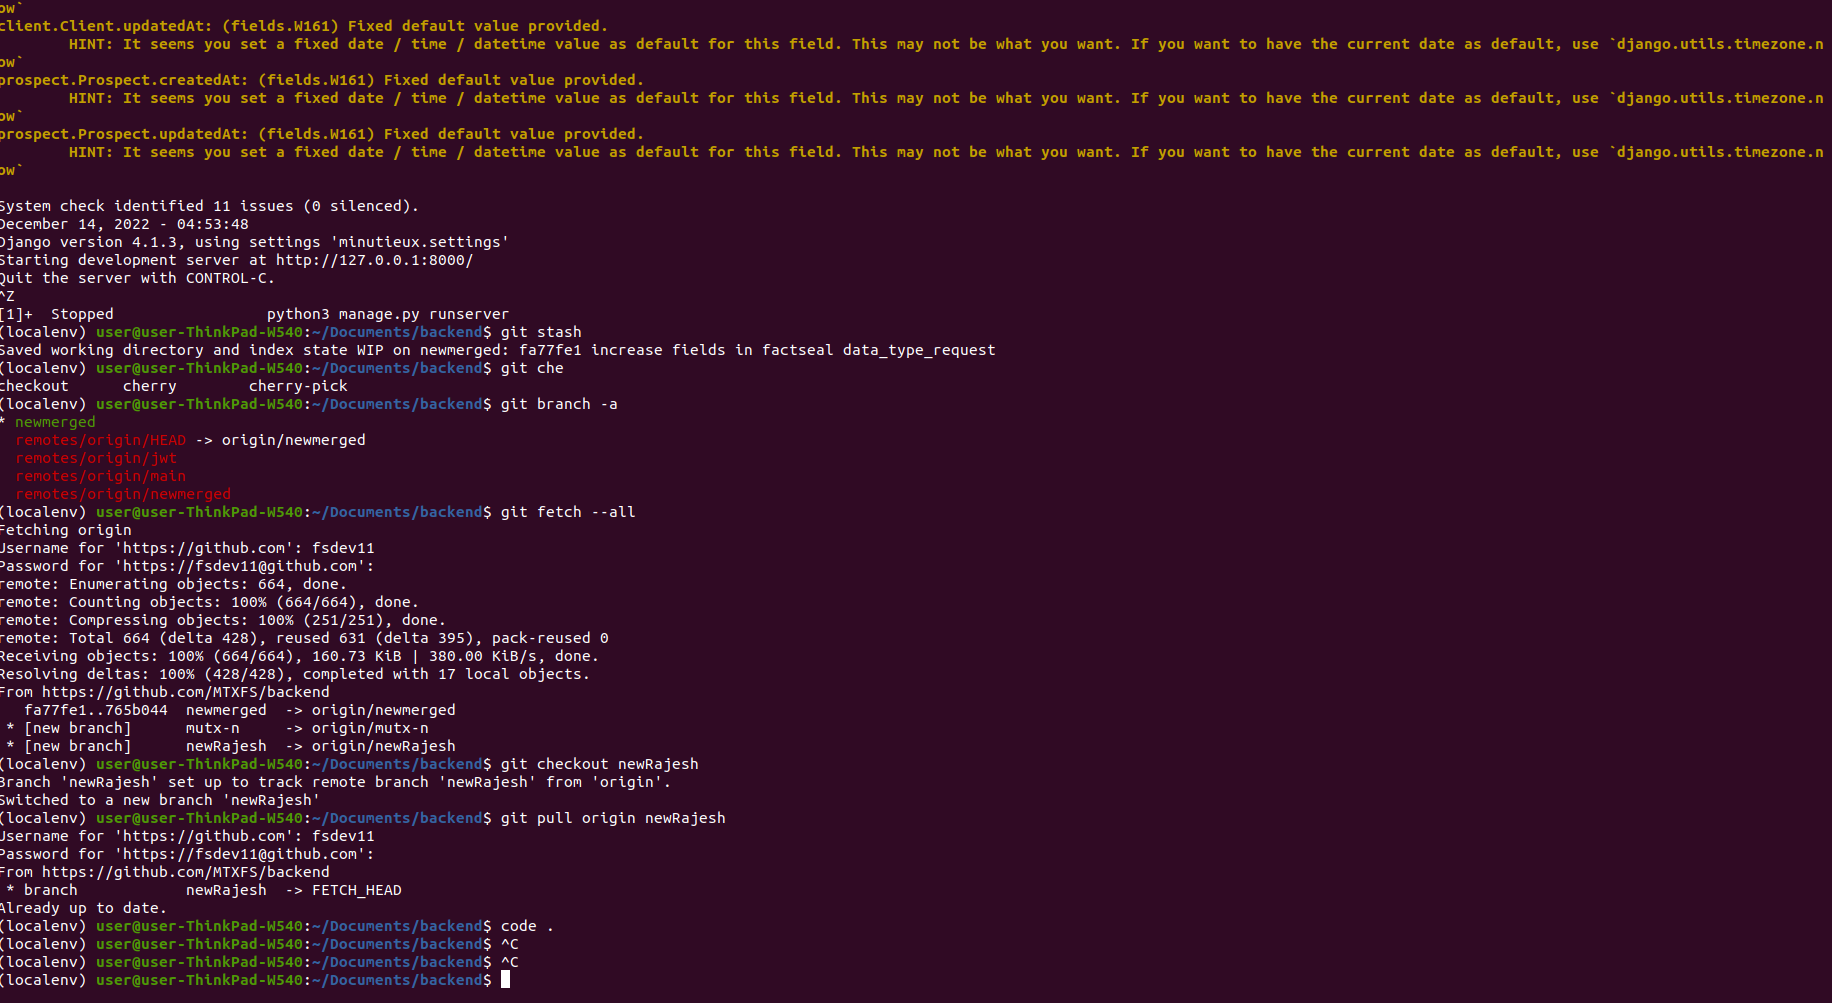 ow`
client.Client.updatedAt: (fields.W161) Fixed default value provided.
        HINT: It seems you set a fixed date / time / datetime value as default for this field. This may not be what you want. If you want to have the current date as default, use `django.utils.timezone.n
ow`
prospect.Prospect.createdAt: (fields.W161) Fixed default value provided.
        HINT: It seems you set a fixed date / time / datetime value as default for this field. This may not be what you want. If you want to have the current date as default, use `django.utils.timezone.n
ow`
prospect.Prospect.updatedAt: (fields.W161) Fixed default value provided.
        HINT: It seems you set a fixed date / time / datetime value as default for this field. This may not be what you want. If you want to have the current date as default, use `django.utils.timezone.n
ow`

System check identified 11 issues (0 silenced).
December 14, 2022 - 04:53:48
Django version 4.1.3, using settings 'minutieux.settings'
Starting development server at http://127.0.0.1:8000/
Quit the server with CONTROL-C.
^Z
[1]+  Stopped                 python3 manage.py runserver
(localenv) user@user-ThinkPad-W540:~/Documents/backend$ git stash
Saved working directory and index state WIP on newmerged: fa77fe1 increase fields in factseal data_type_request
(localenv) user@user-ThinkPad-W540:~/Documents/backend$ git che
checkout      cherry        cherry-pick
(localenv) user@user-ThinkPad-W540:~/Documents/backend$ git branch -a
* newmerged
  remotes/origin/HEAD -> origin/newmerged
  remotes/origin/jwt
  remotes/origin/main
  remotes/origin/newmerged
(localenv) user@user-ThinkPad-W540:~/Documents/backend$ git fetch --all
Fetching origin
Username for 'https://github.com': fsdev11
Password for 'https://fsdev11@github.com':
remote: Enumerating objects: 664, done.
remote: Counting objects: 100% (664/664), done.
remote: Compressing objects: 100% (251/251), done.
remote: Total 664 (delta 428), reused 631 (delta 395), pack-reused 0
Receiving objects: 100% (664/664), 160.73 KiB | 380.00 KiB/s, done.
Resolving deltas: 100% (428/428), completed with 17 local objects.
From https://github.com/MTXFS/backend
   fa77fe1..765b044  newmerged  -> origin/newmerged
 * [new branch]      mutx-n     -> origin/mutx-n
 * [new branch]      newRajesh  -> origin/newRajesh
(localenv) user@user-ThinkPad-W540:~/Documents/backend$ git checkout newRajesh
Branch 'newRajesh' set up to track remote branch 'newRajesh' from 'origin'.
Switched to a new branch 'newRajesh'
(localenv) user@user-ThinkPad-W540:~/Documents/backend$ git pull origin newRajesh
Username for 'https://github.com': fsdev11
Password for 'https://fsdev11@github.com':
From https://github.com/MTXFS/backend
 * branch            newRajesh  -> FETCH_HEAD
Already up to date.
(localenv) user@user-ThinkPad-W540:~/Documents/backend$ code .
(localenv) user@user-ThinkPad-W540:~/Documents/backend$ ^C
(localenv) user@user-ThinkPad-W540:~/Documents/backend$ ^C
(localenv) user@user-ThinkPad-W540:~/Documents/backend$